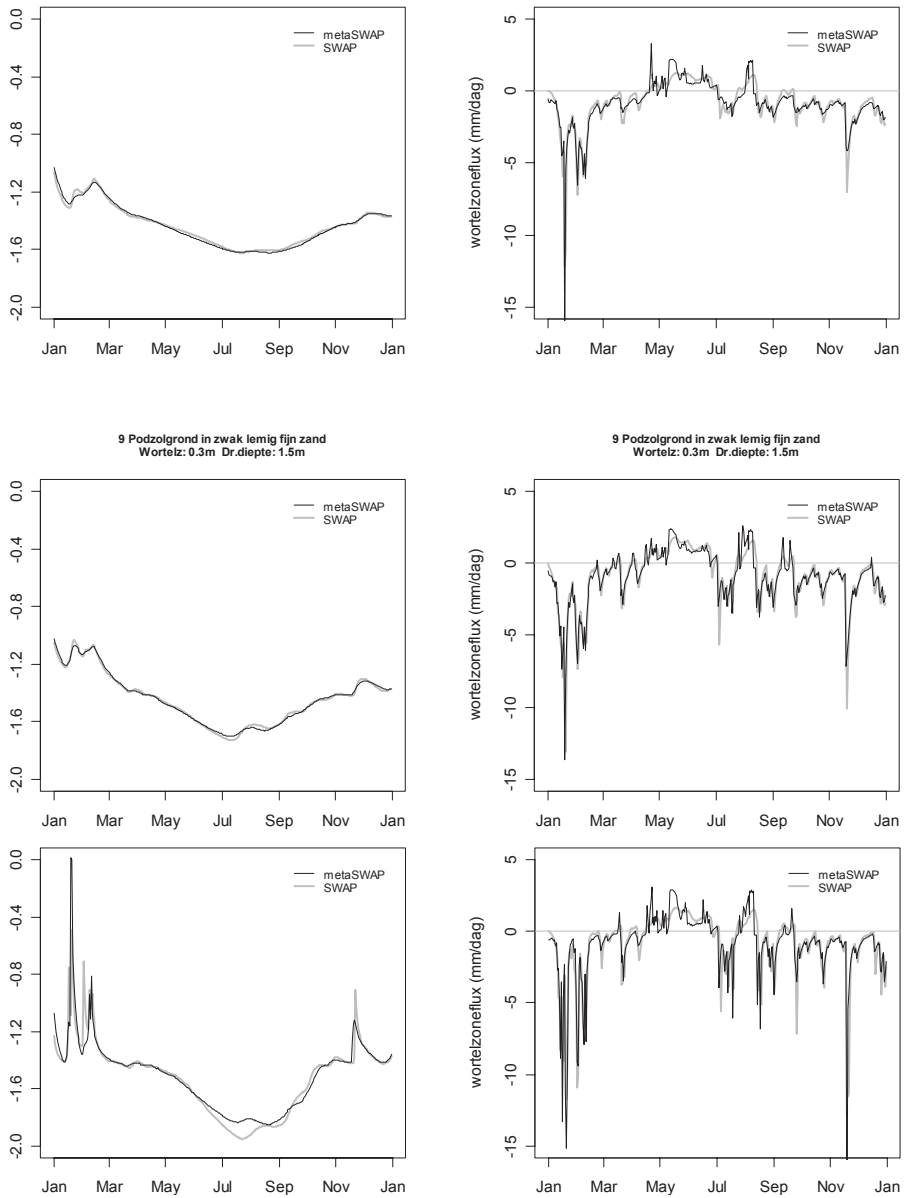 0.0
-0.4
-0.8
-1.2
-1.6
-2.0
metaSWAP
SWAP
Jan Mar May Jul Sep Nov Jan
wortelzoneflux (mm/dag)
5
0
-5
-10
-15
metaSWAP
SWAP
Jan Mar May Jul Sep Nov Jan
9 Podzolgrond in zwak lemig fijn zand
Wortelz: 0.3m Dr.diepte: 1.5m
0.0
-0.4
-0.8
-1.2
-1.6
-2.0
metaSWAP
SWAP
Jan Mar May Jul Sep Nov Jan
9 Podzolgrond in zwak lemig fijn zand
Wortelz: 0.3m Dr.diepte: 1.5m
wortelzoneflux (mm/dag)
5
0
-5
-10
-15
metaSWAP
SWAP
Jan Mar May Jul Sep Nov Jan
0.0
-0.4
-0.8
-1.2
-1.6
-2.0
metaSWAP
SWAP
Jan Mar May Jul Sep Nov Jan
wortelzoneflux (mm/dag)
5
0
-5
-10
-15
metaSWAP
SWAP
Jan Mar May Jul Sep Nov Jan